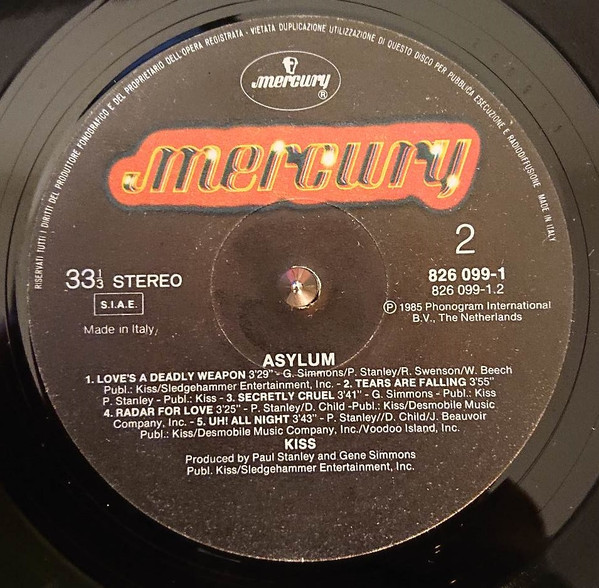 RISERVATI TUTTI I DIRITTI DEL PRODUTTORE FONOGRAFICO E DEL PROPRIETARIO DELL'OPERA REGISTRATA - VIETATA DUPLICAZIONE UTILIZZAZIONE DI QUESTO DISCO PER PUBBLICA ESECUZIONE E RADIODIFFUSIONE. MADE IN ITALY
mercury
®
mercury
2
33 1/3 STEREO
826 099-1
826 099-1.2
S.I.A.E.
℗ 1985 Phonogram International
B.V., The Netherlands
Made in Italy
ASYLUM
1. LOVE'S A DEADLY WEAPON 3'29" - G. Simmons/P. Stanley/R. Swenson/W. Beech
Publ.: Kiss/Sledgehammer Entertainment, Inc. - 2. TEARS ARE FALLING 3'55"
P. Stanley - Publ.: Kiss - 3. SECRETLY CRUEL 3'41" - G. Simmons - Publ.: Kiss
4. RADAR FOR LOVE 3'25" - P. Stanley/D. Child -Publ.: Kiss/Desmobile Music
Company, Inc. - 5. UH! ALL NIGHT 3'43" - P. Stanley//D. Child/J. Beauvoir
Publ.: Kiss/Desmobile Music Company, Inc./Voodoo Island, Inc.
KISS
Produced by Paul Stanley and Gene Simmons
Publ. Kiss/Sledgehammer Entertainment, Inc.